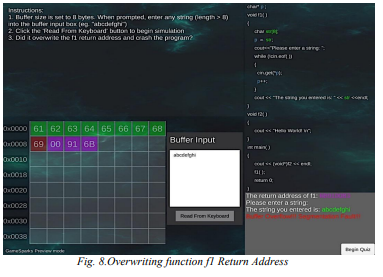 Instructions:
1. Buffer size is set to 8 bytes. When prompted, enter any string (length > 8)
into the buffer input box (eg. "abcdefghi")
2. Click the 'Read From Keyboard' button to begin simulation
3. Did it overwrite the f1 return address and crash the program?
0x0000 61 62 63 64 65 66 67 68
0x0008 69 00 91 6B
0x0010
0x0018
0x0020
0x0028
0x0030
0x0038
GameSparks Preview mode
Buffer Input
abcdefghi
Read From Keyboard
char* p;
void f1( )
{
char str[8];
p = str;
cout<<"Please enter a string: ";
while (!cin.eof( ))
{
cin.get(*p);
p++;
}
cout << "The string you entered is: " << str <<endl;
}
void f2( )
{
cout << "Hello World! \n";
}
int main( )
{
cout << (void*)f2 << endl;
f1( );
return 0;
}
The return address of f1:
Please enter a string:
The string you entered is: abcdefghi
Begin Quiz
Fig. 8.Overwriting function f1 Return Address